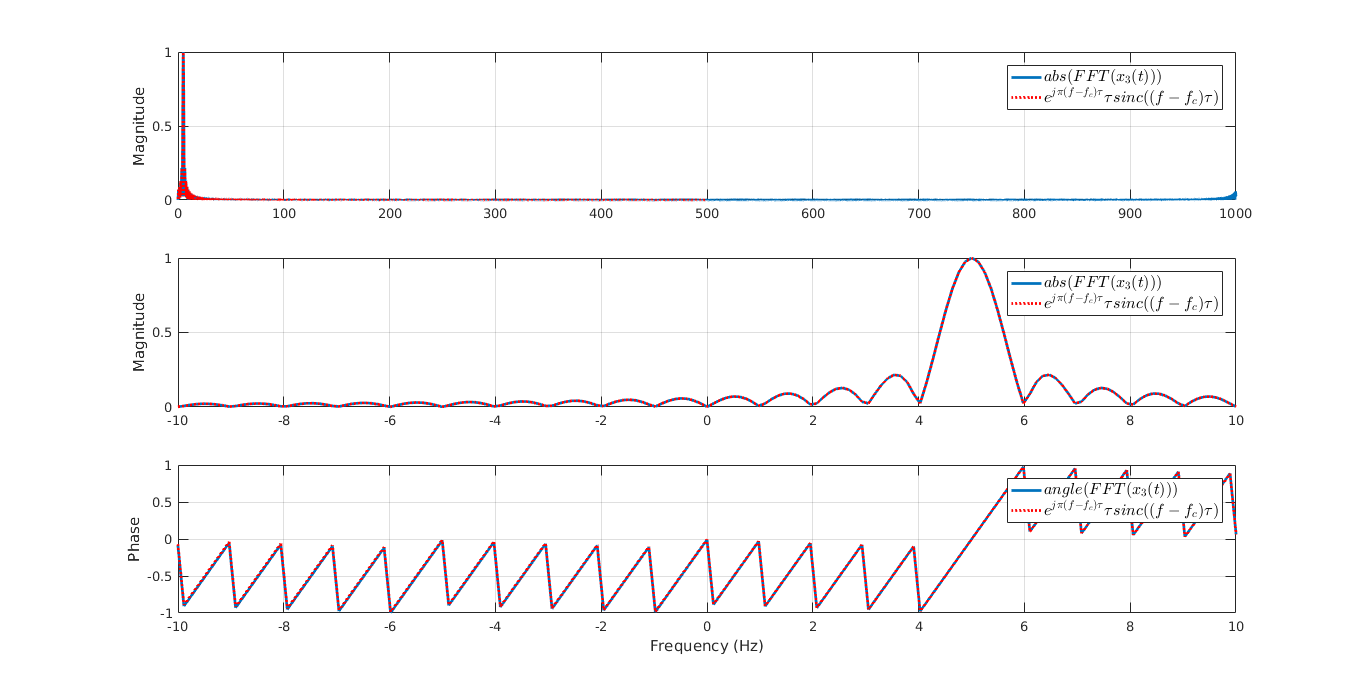 1
0.5
0
Magnitude
abs(FFT(x₃(t)))
e^{jπ(f−f_c)τ}τsinc((f−f_c)τ)
0 100 200 300 400 500 600 700 800 900 1000
1
0.5
0
Magnitude
abs(FFT(x₃(t)))
e^{jπ(f−f_c)τ}τsinc((f−f_c)τ)
-10 -8 -6 -4 -2 0 2 4 6 8 10
1
0.5
0
-0.5
-1
Phase
angle(FFT(x₃(t)))
e^{jπ(f−f_c)τ}τsinc((f−f_c)τ)
-10 -8 -6 -4 -2 0 2 4 6 8 10
Frequency (Hz)